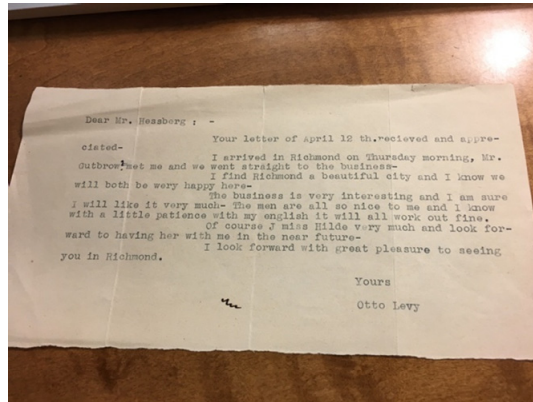 Dear Mr. Hessberg : -
Your letter of April 12 th.recieved and appre-
ciated-
I arrived in Richmond on Thursday morning, Mr.
Gutbrow; met me and we went straight to the business-
I find Richmond a beautiful city and I know we
will both be wery happy here-
The business is very interesting and I am sure
I will like it very much- The men are all so nice to me and I know
with a little patience with my english it will all work out fine.
Of course J miss Hilde very much and look for-
ward to having her with me in the near future-
I look forward with great pleasure to seeing
you in Richmond.
Yours
Otto Levy